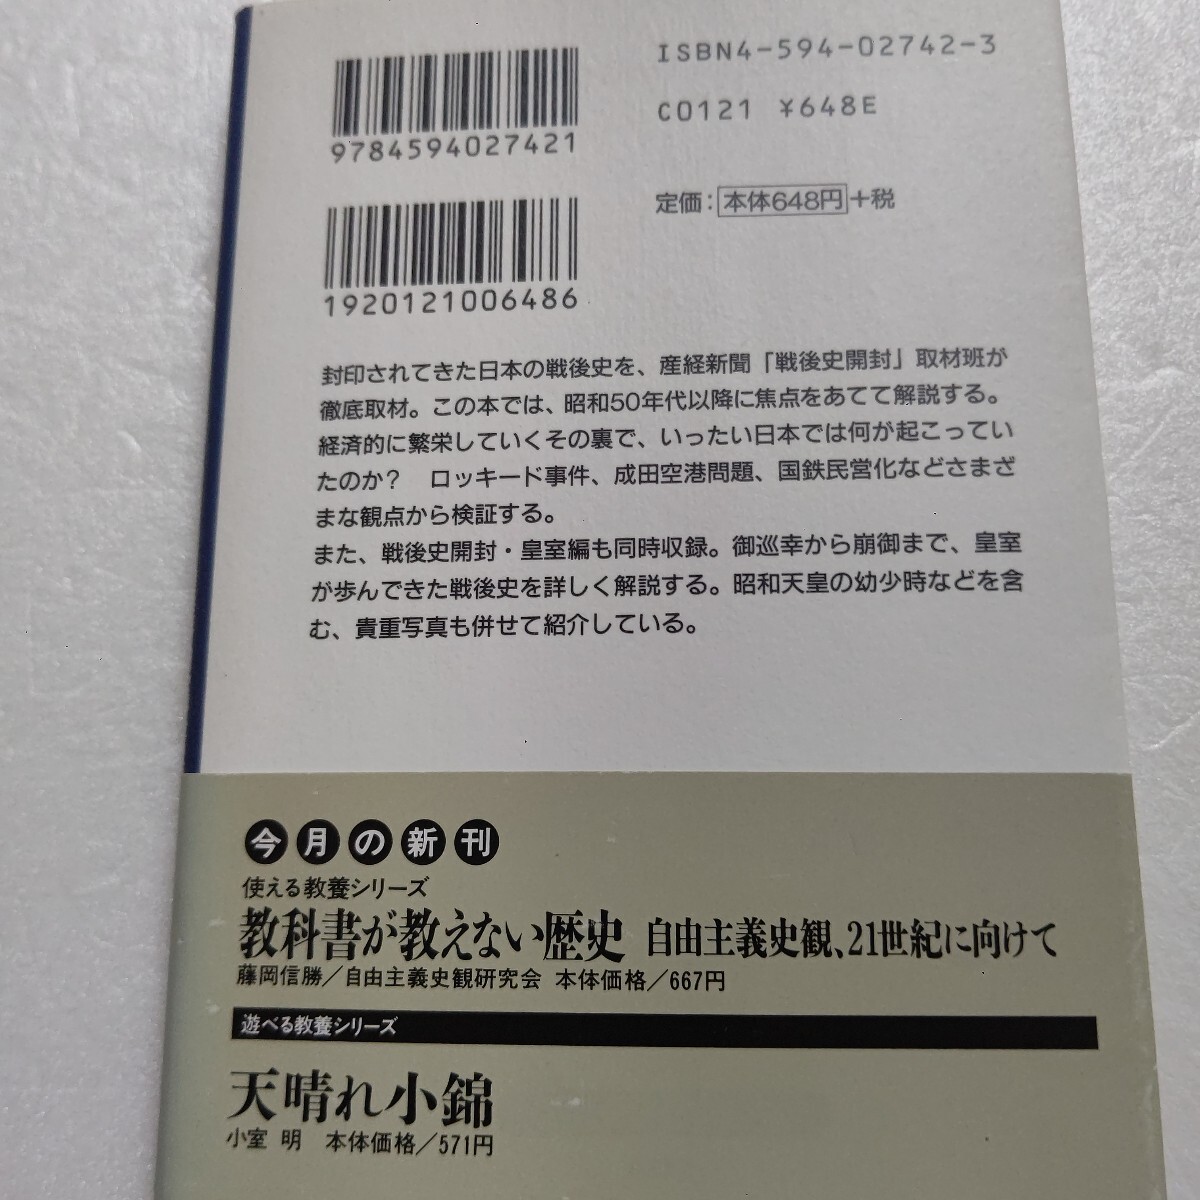 ISBN4-594-02742-3
9784594027421
C0121 ¥648E
定価：本体648円+税
1920121006486
封印されてきた日本の戦後史を、産経新聞「戦後史開封」取材班が
徹底取材。この本では、昭和50年代以降に焦点をあてて解説する。
経済的に繁栄していくその裏で、いったい日本では何が起こってい
たのか？　ロッキード事件、成田空港問題、国鉄民営化などさまざ
まな観点から検証する。
また、戦後史開封・皇室編も同時収録。御巡幸から崩御まで、皇室
が歩んできた戦後史を詳しく解説する。昭和天皇の幼少時などを含
む、貴重写真も併せて紹介している。
今月の新刊
使える教養シリーズ
教科書が教えない歴史 自由主義史観、21世紀に向けて
藤岡信勝／自由主義史観研究会 本体価格／667円
遊べる教養シリーズ
天晴れ小錦
小室 明 本体価格／571円